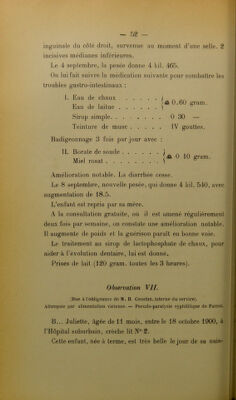 — 52 —
inguinale du côté droit, survenue au moment d'une selle. 2
incisives médianes inférieures.
Le 4 septembre, la pesée donne 4 kil. 465.
On lui fait suivre la médication suivante pour combattre les
troubles gastro-intestinaux :
I. Eau de chaux . . . . . .
Eau de laitue . . . . . .
àâ 0.60 gram.
Sirop simple. . . . . . . . 0 30 —
Teinture de musc . . . . . IV gouttes.
Badigeonnage 3 fois par jour avec :
II. Borate de soude . . . . .
Miel rosat . . . . . . . .
àâ 0 10 gram.
Amélioration notable. La diarrhée cesse.
Le 8 septembre, nouvelle pesée, qui donne 4 kil. 540, avec
augmentation de 18.5.
L'enfant est repris par sa mère.
A la consultation gratuite, où il est amené régulièrement
deux fois par semaine, on constate une amélioration notable.
Il augmente de poids et la guérison paraît en bonne voie.
Le traitement au sirop de lactophosphate de chaux, pour
aider à l'évolution dentaire, lui est donné.
Prises de lait (120 gram. toutes les 3 heures).
Observation VII.
(Due à l'obligeance de M. B. Coudat, interne du service).
Athrepsie par alimentation vicieuse. — Pseudo-paralysie syphilitique de Parrot.
B... Juliette, âgée de 11 mois, entre le 18 octobre 1900, à
l'Hôpital suburbain, crèche lit N° 2.
Cette enfant, née à terme, est très belle le jour de sa nais-